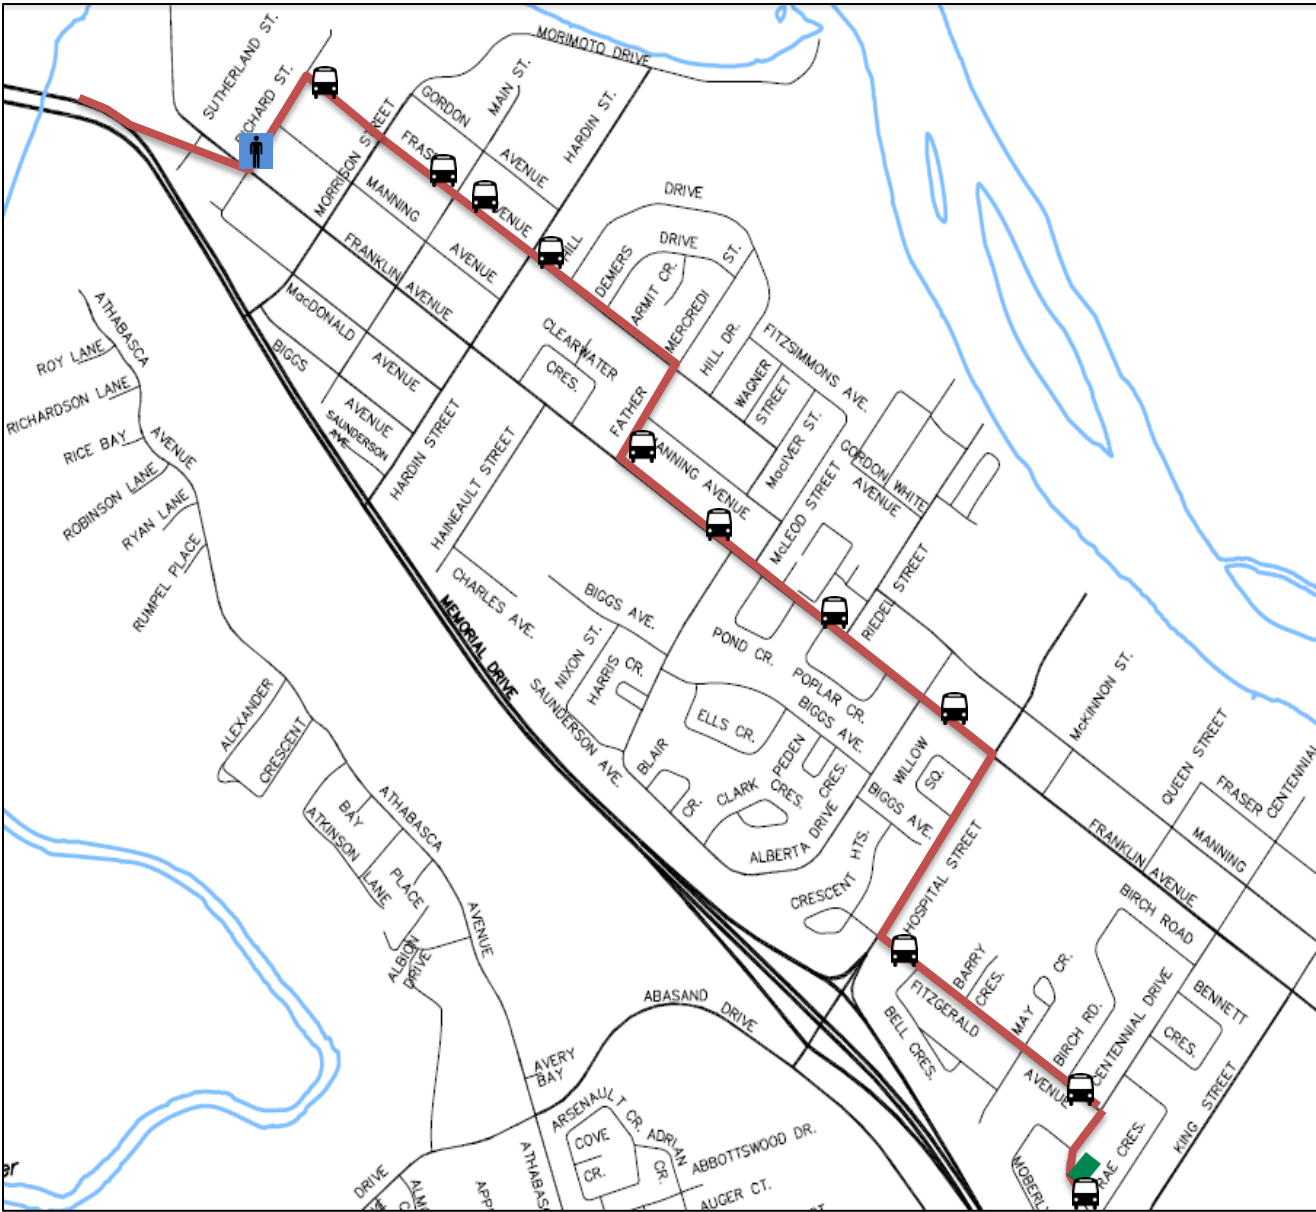 SUTHERLAND ST.
RICHARD ST.
MORIMOTO DRIVE
MAIN ST.
GORDON
AVENUE
HARDIN ST.
MORRISON STREET
AVENUE
MANNING
AVENUE
FRANKLIN
AVENUE
MacDONALD
AVENUE
BIGGS
AVENUE
SAUNDERSON
AVE.
HARDIN STREET
HAINEAULT STREET
CHARLES AVE.
DRIVE
HILL
DEMERS
DRIVE
ARMIT CR.
MERCREDI
ST.
HILL DR.
FITZSIMMONS AVE.
WAGNER
STREET
MacIVER ST.
CLEARWATER
CRES.
FATHER
AVENUE
McLEOD STREET
GORDON
AVENUE
WHITE
RIEDEL STREET
ATHABASCA
AVENUE
ROY LANE
RICHARDSON LANE
RICE BAY
ROBINSON LANE
RYAN LANE
RUMPEL PLACE
MEMORIAL DRIVE
BIGGS AVE.
NIXON ST.
HARRIS CR.
SAUNDERSON AVE.
POND CR.
POPLAR CR.
BIGGS AVE.
ELLS CR.
BLAIR
CR.
PEDEN
CRES.
CLARK CRES.
ALBERTA DRIVE
WILLOW
SQ.
BIGGS AVE.
CRESCENT HTS.
HOSPITAL STREET
McKINNON ST.
QUEEN STREET
FRASER
CENTENNIAL
MANNING
FRANKLIN
AVENUE
BIRCH ROAD
ALEXANDER
CRESCENT
BAY
PLACE
ATKINSON
LANE
ATHABASCA
AVENUE
ALBION
DRIVE
AVERY
BAY
ABASAND DRIVE
BARRY
CRES.
FITZGERALD
AVENUE
BELL CRES.
MAY CR.
BIRCH RD.
CENTENNIAL DRIVE
BENNETT
CRES.
KING STREET
RAE CRES.
ARSENAULT CR.
COVE
CR.
ADRIAN
CR.
ABBOTTSWOOD DR.
AUGER CT.
DRIVE